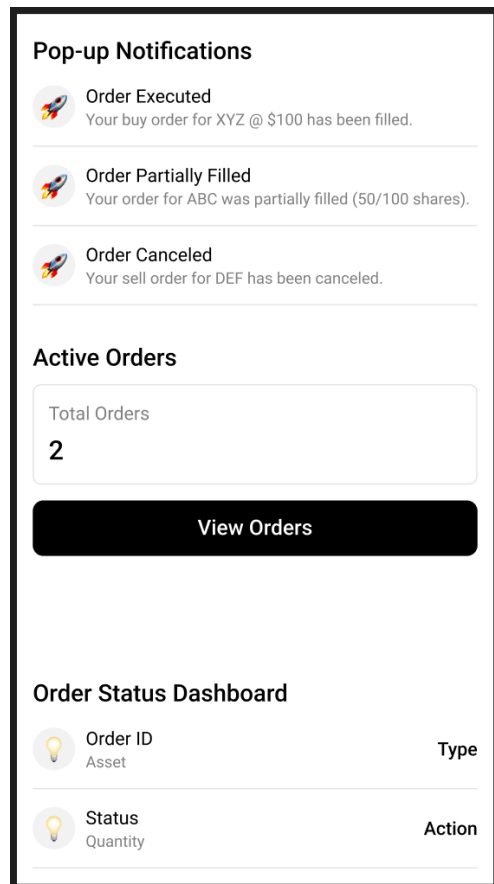 Pop-up Notifications
Order Executed
Your buy order for XYZ @ $100 has been filled.
Order Partially Filled
Your order for ABC was partially filled (50/100 shares).
Order Canceled
Your sell order for DEF has been canceled.
Active Orders
Total Orders
2
View Orders
Order Status Dashboard
Order ID
Asset
Type
Status
Quantity
Action